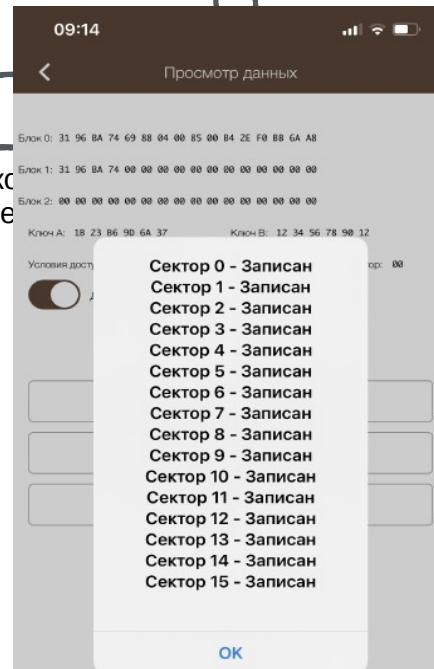 09:14
Просмотр данных
Блок 0: 31 96 BA 74 69 88 04 00 85 00 B4 2E F0 BB 6A A8
Блок 1: 31 96 BA 74 00 00 00 00 00 00 00 00 00 00 00 00
Блок 2: 00 00 00 00 00 00 00 00 00 00 00 00 00 00 00 00
Ключ A: 1B 23 B6 9D 6A 37 Ключ B: 12 34 56 78 90 12
Условия 00
Сектор 0 - Записан
Сектор 1 - Записан
Сектор 2 - Записан
Сектор 3 - Записан
Сектор 4 - Записан
Сектор 5 - Записан
Сектор 6 - Записан
Сектор 7 - Записан
Сектор 8 - Записан
Сектор 9 - Записан
Сектор 10 - Записан
Сектор 11 - Записан
Сектор 12 - Записан
Сектор 13 - Записан
Сектор 14 - Записан
Сектор 15 - Записан
OK